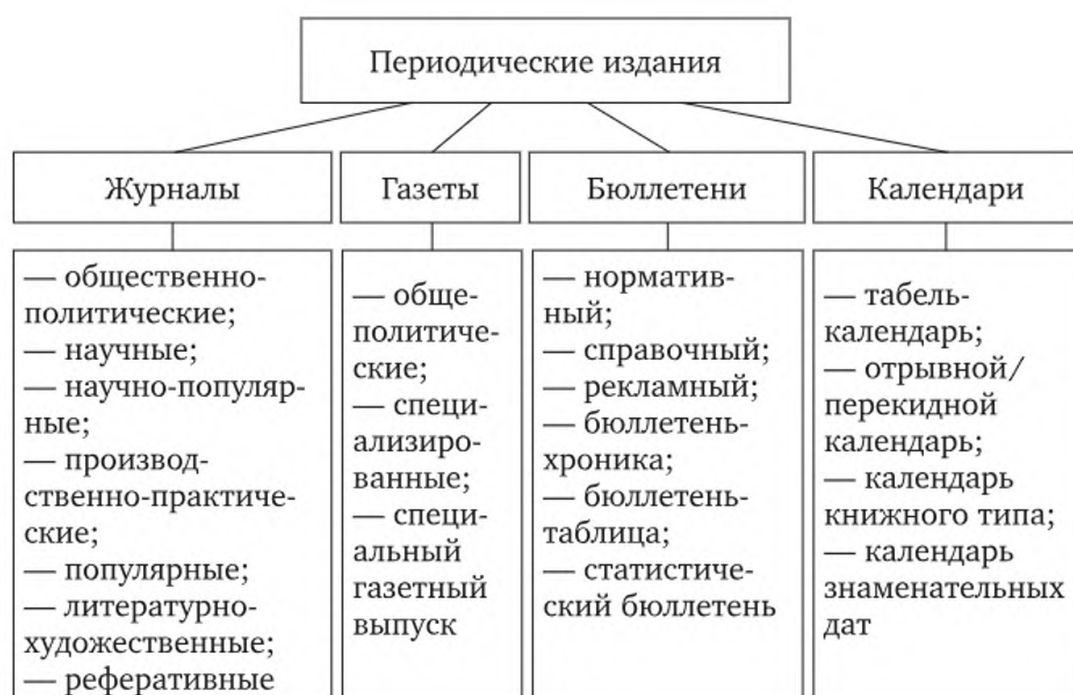 Периодические издания
Журналы
Газеты
Бюллетени
Календари
— общественно-
политические;
— научные;
— научно-популяр-
ные;
— производ-
ственно-практиче-
ские;
— популярные;
— литературно-
художественные;
— реферативные
— обще-
политиче-
ские;
— специ-
ализиро-
ванные;
— специ-
альный
газетный
выпуск
— норматив-
ный;
— справочный;
— рекламный;
— бюллетень-
хроника;
— бюллетень-
таблица;
— статистиче-
ский бюллетень
— табель-
календарь;
— отрывной/
перекидной
календарь;
— календарь
книжного типа;
— календарь
знаменательных
дат